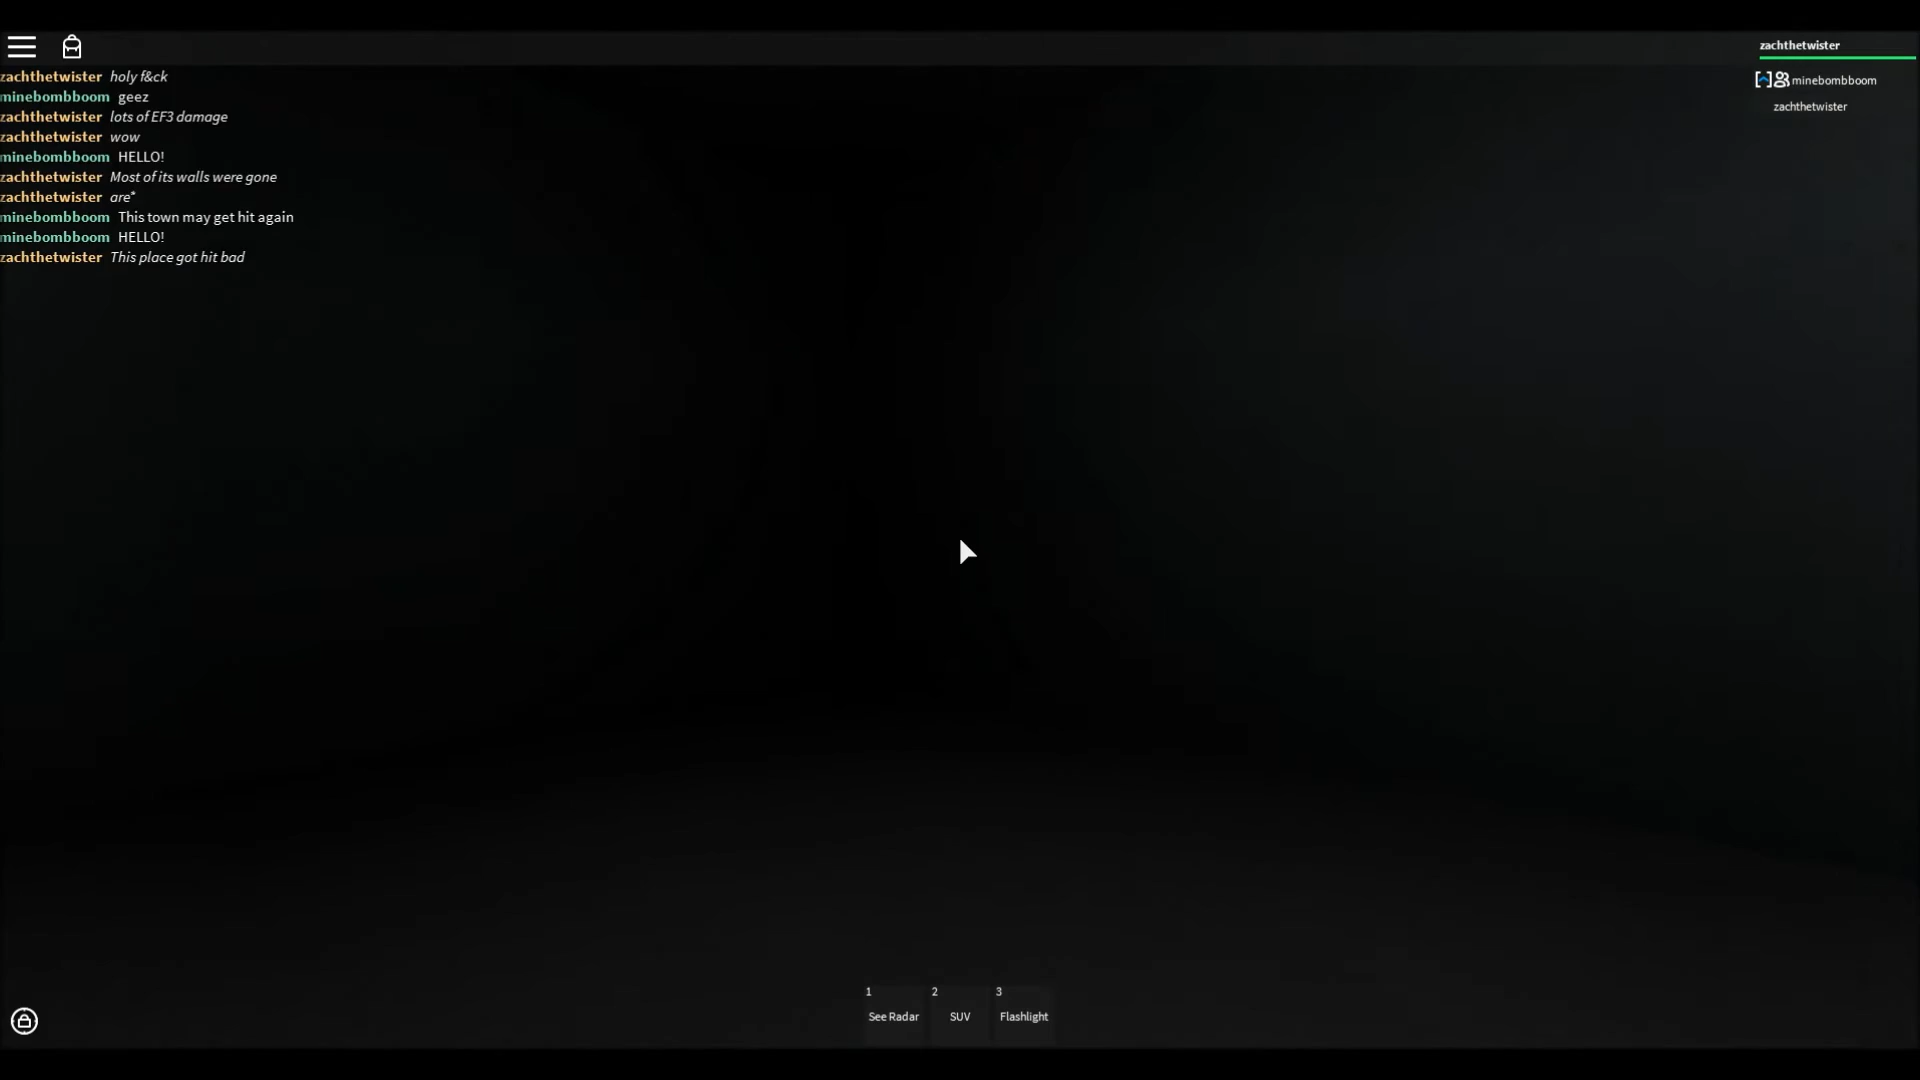 zachthetwister
zachthetwister holy f&ck
minebombboom
minebombboom geez
zachthetwister
zachthetwister lots of EF3 damage
zachthetwister wow
minebombboom HELLO!
zachthetwister Most of its walls were gone
zachthetwister are*
minebombboom This town may get hit again
minebombboom HELLO!
zachthetwister This place got hit bad
1 2 3
See Radar SUV Flashlight